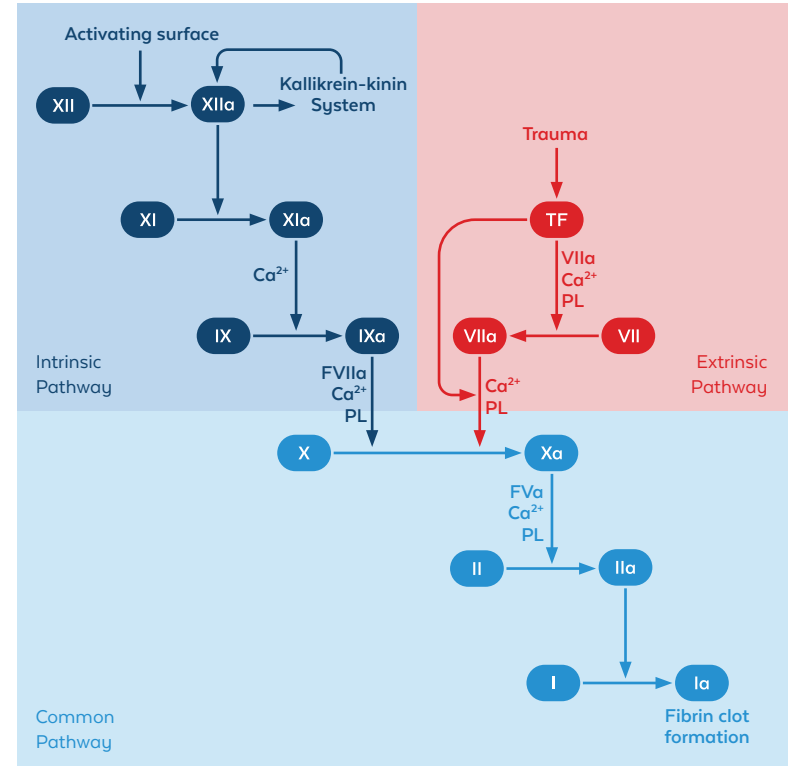 Activating surface
XII
XIIa
Kallikrein-kinin
System
Trauma
XI
XIa
TF
Ca²⁺
VIIa
Ca²⁺
PL
IX
IXa
VIIa
VII
Intrinsic
Pathway
Extrinsic
Pathway
FVIIa
Ca²⁺
PL
Ca²⁺
PL
X
Xa
FVa
Ca²⁺
PL
II
IIa
I
Ia
Fibrin clot
formation
Common
Pathway